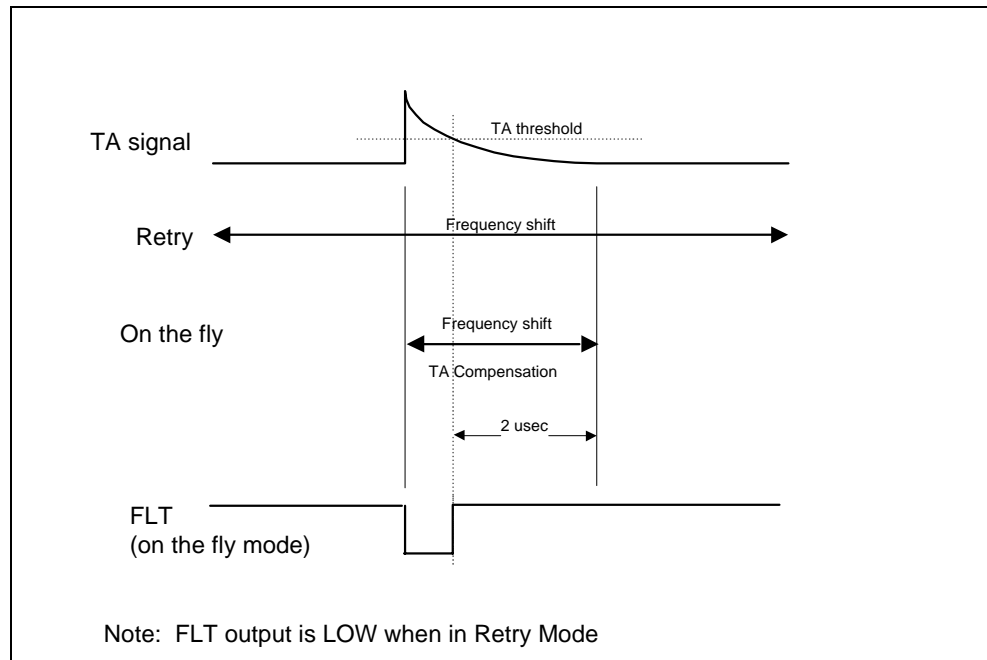 TA threshold
TA signal
Frequency shift
Retry
Frequency shift
On the fly
TA Compensation
2 usec
FLT
(on the fly mode)
Note:  FLT output is LOW when in Retry Mode